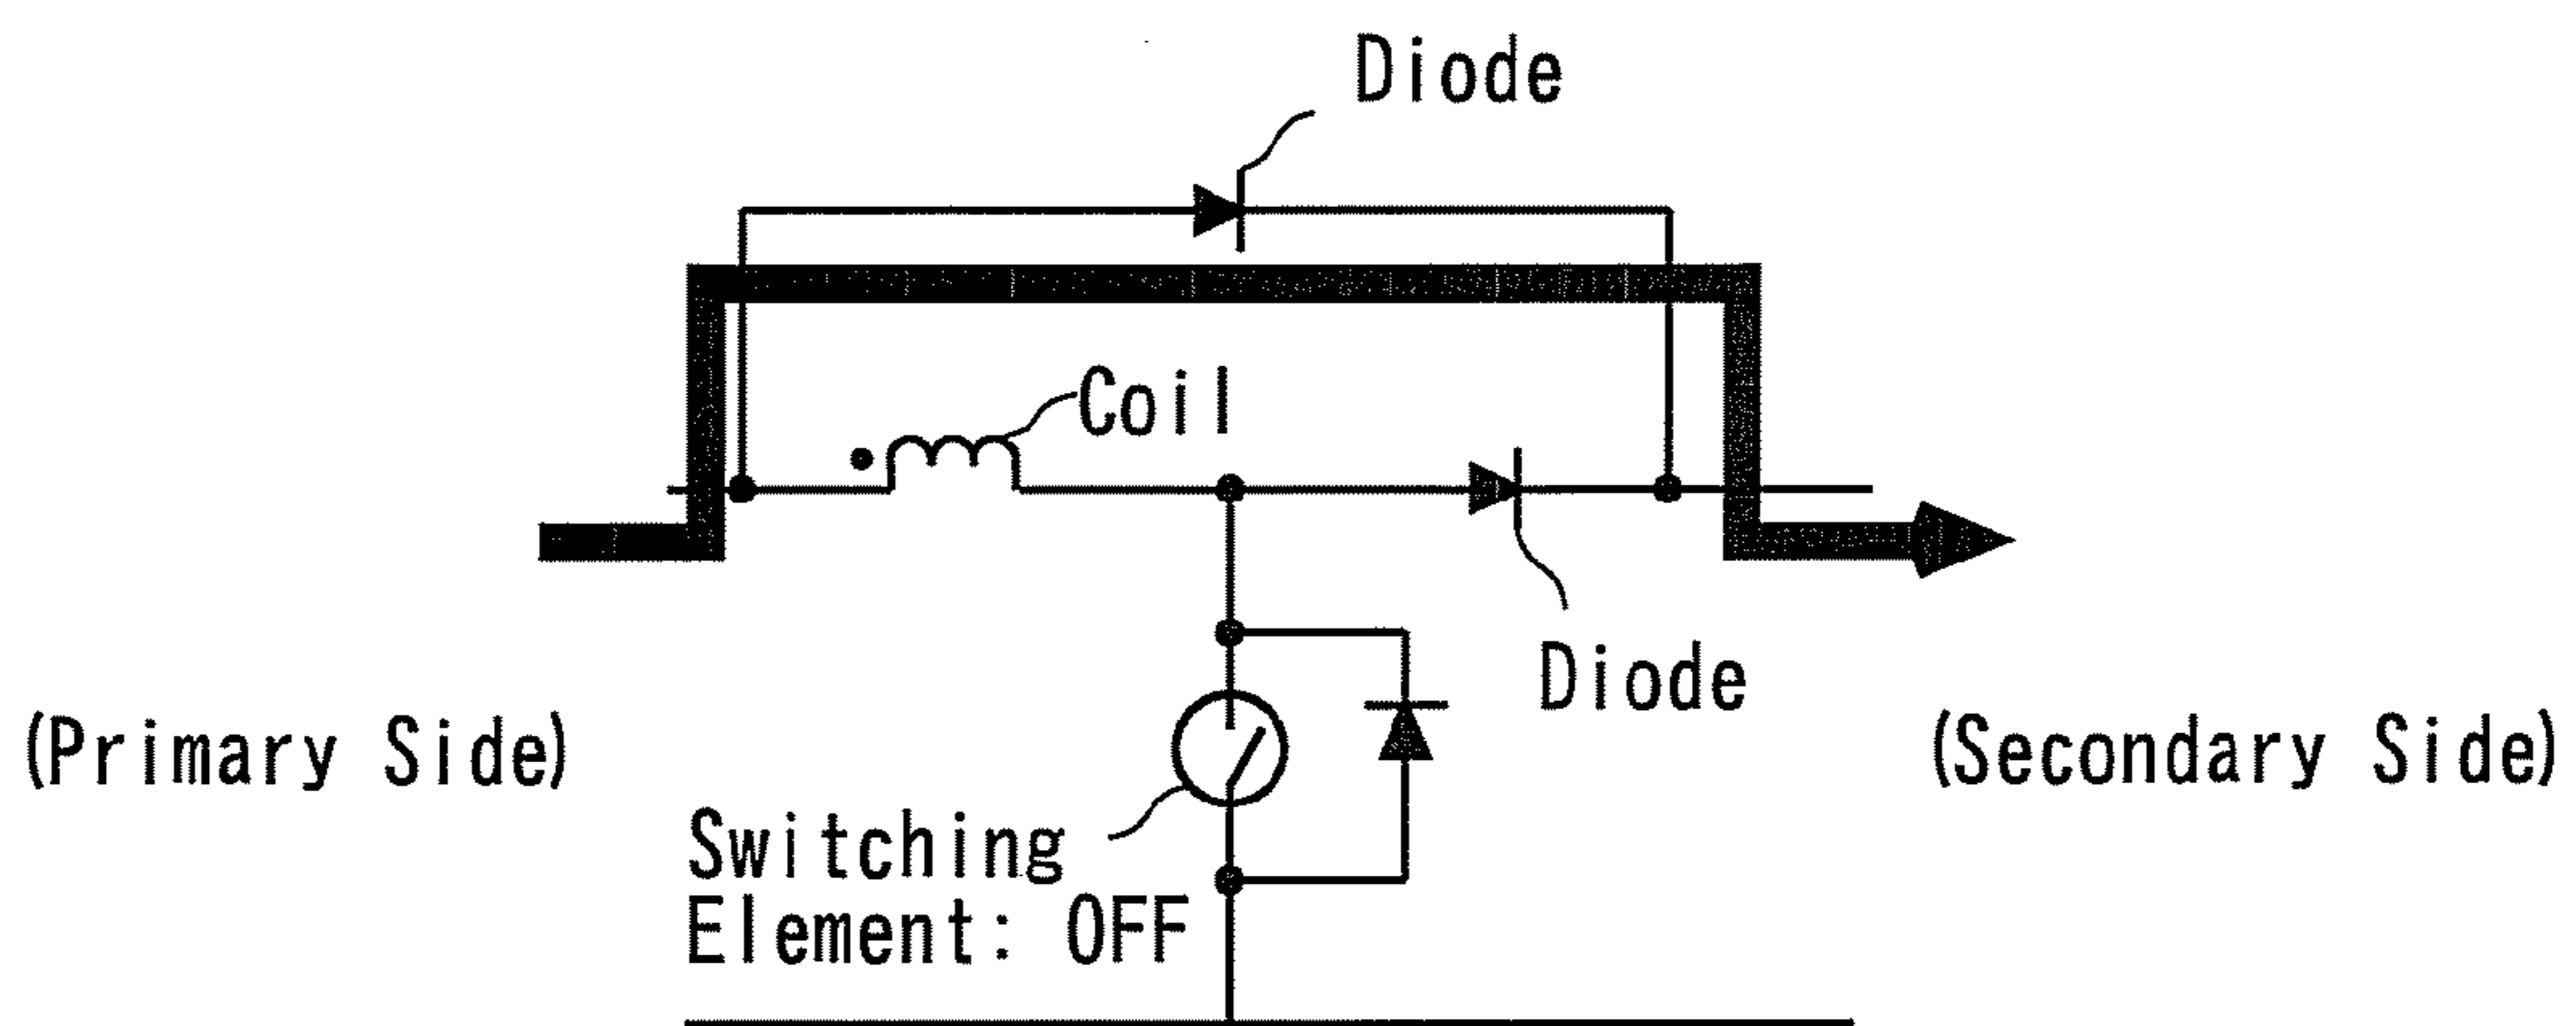 Diode
Coil
Diode
(Primary Side)
(Secondary Side)
Switching
Element: OFF